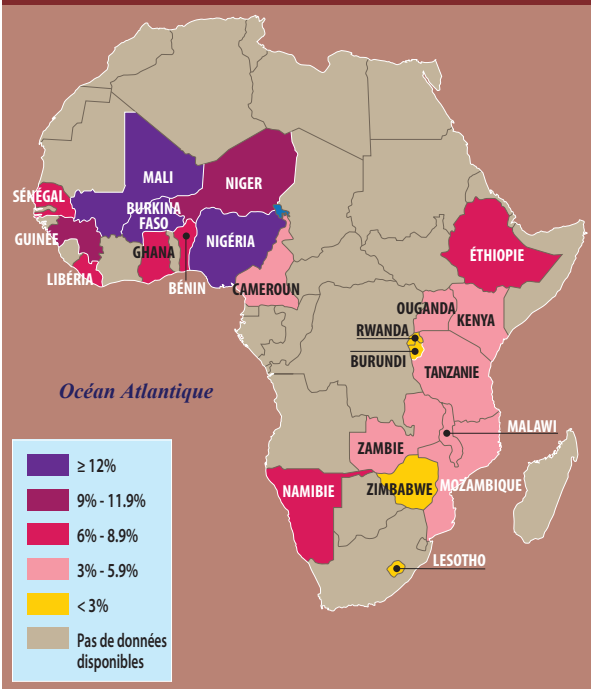 MALI
NIGER
SÉNÉGAL
BURKINA
FASO
GUINÉE
NIGÉRIA
GHANA
ÉTHIOPIE
LIBÉRIA
BÉNIN
CAMEROUN
OUGANDA
KENYA
RWANDA
BURUNDI
TANZANIE
Océan Atlantique
MALAWI
ZAMBIE
NAMIBIE
ZIMBABWE
MOZAMBIQUE
LESOTHO
≥ 12%
9% - 11.9%
6% - 8.9%
3% - 5.9%
< 3%
Pas de données
disponibles